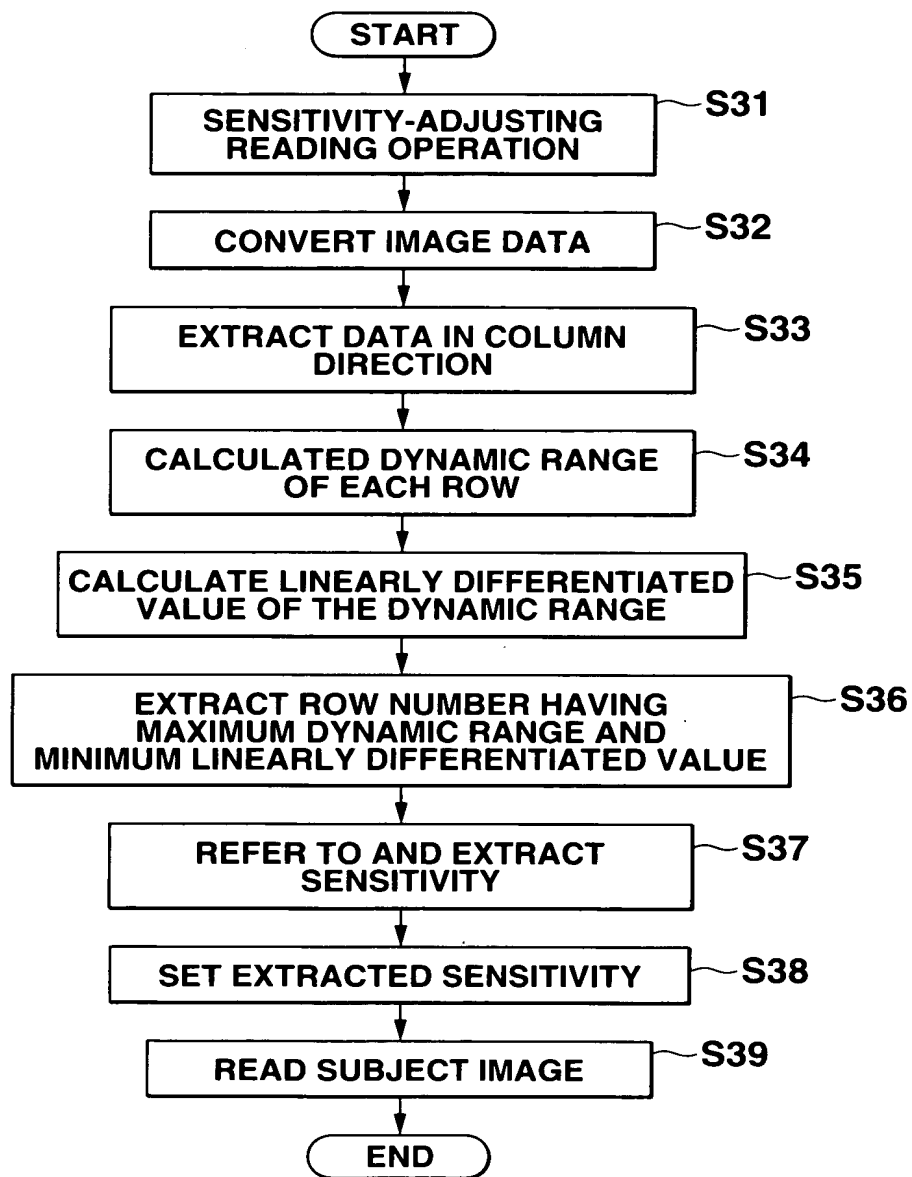 START
SENSITIVITY-ADJUSTING
READING OPERATION
S31
CONVERT IMAGE DATA
S32
EXTRACT DATA IN COLUMN
DIRECTION
S33
CALCULATED DYNAMIC RANGE
OF EACH ROW
S34
CALCULATE LINEARLY DIFFERENTIATED
VALUE OF THE DYNAMIC RANGE
S35
EXTRACT ROW NUMBER HAVING
MAXIMUM DYNAMIC RANGE AND
MINIMUM LINEARLY DIFFERENTIATED VALUE
S36
REFER TO AND EXTRACT
SENSITIVITY
S37
SET EXTRACTED SENSITIVITY
S38
READ SUBJECT IMAGE
S39
END